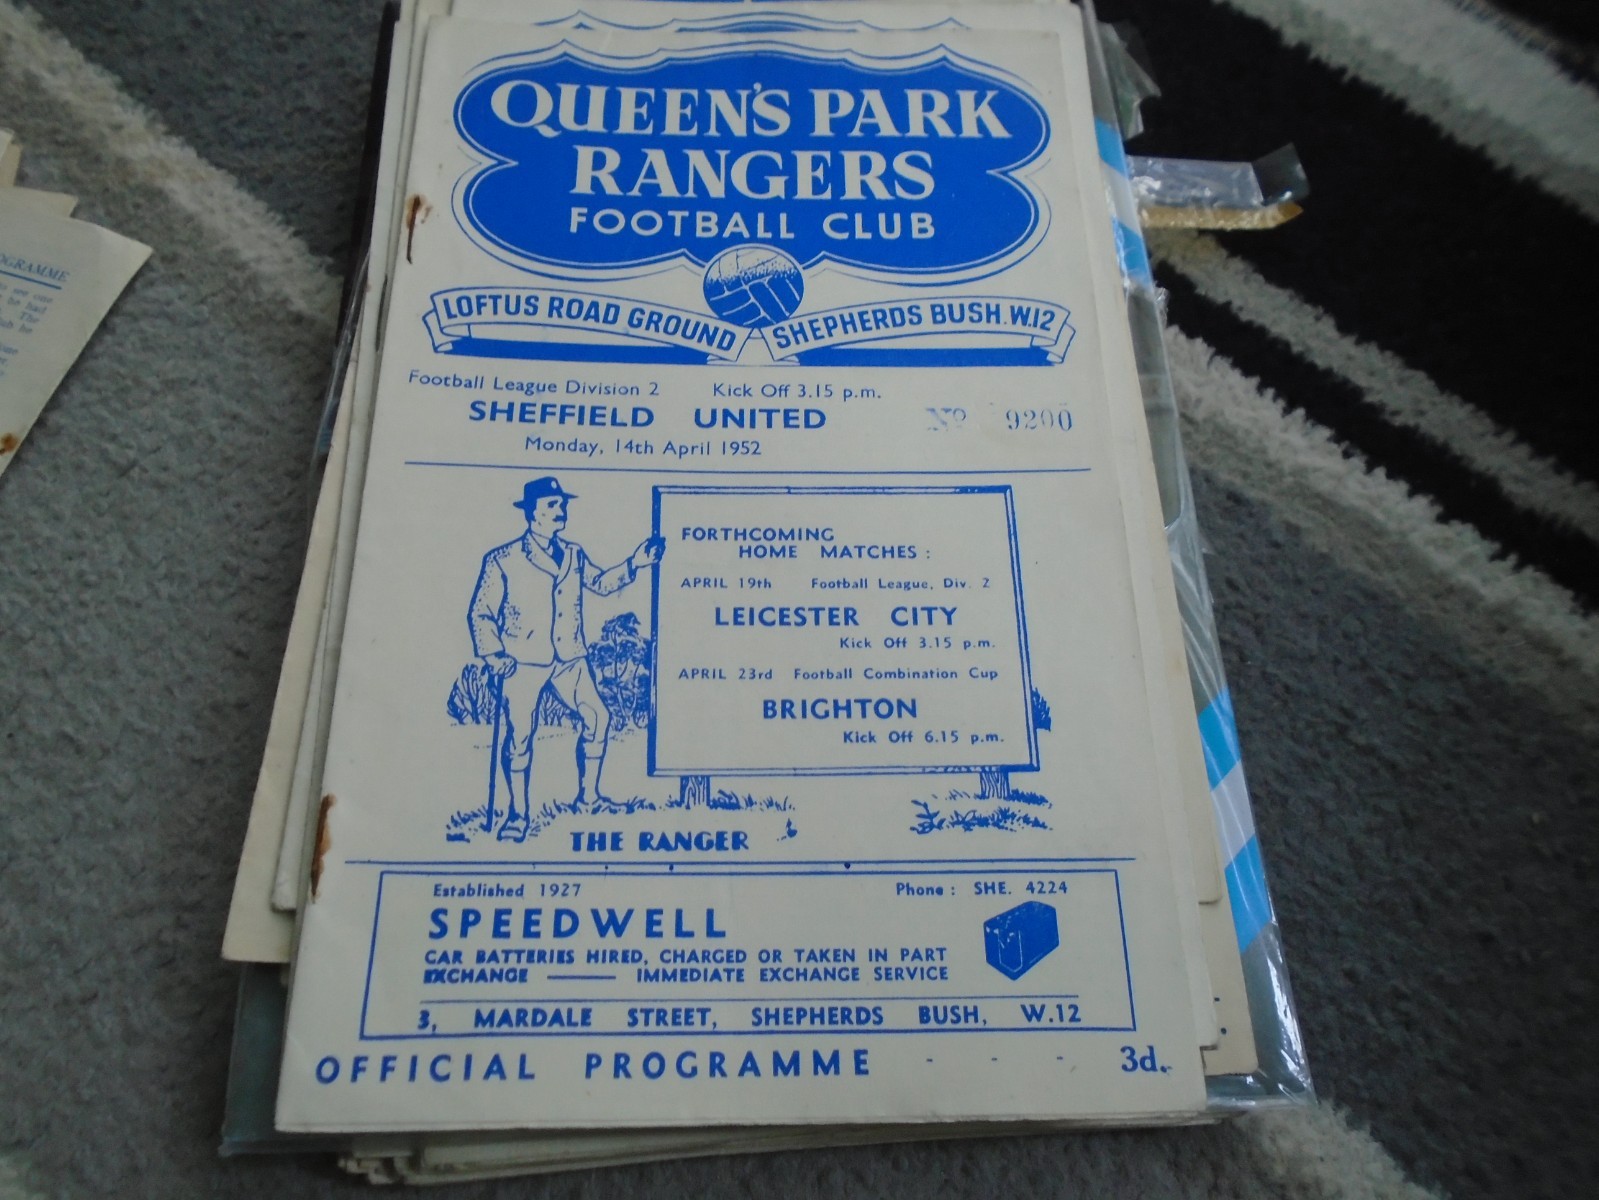 QUEEN'S PARK
RANGERS
FOOTBALL CLUB
LOFTUS ROAD GROUND
SHEPHERDS BUSH. W.12
Football League Division 2 Kick Off 3.15 p.m.
SHEFFIELD UNITED
Nº 9200
Monday, 14th April 1952
FORTHCOMING
HOME MATCHES :
APRIL 19th Football League, Div. 2
LEICESTER CITY
Kick Off 3.15 p.m.
APRIL 23rd Football Combination Cup
BRIGHTON
Kick Off 6.15 p.m.
THE RANGER
Established 1927 Phone : SHE. 4224
SPEEDWELL
CAR BATTERIES HIRED, CHARGED OR TAKEN IN PART
EXCHANGE —— IMMEDIATE EXCHANGE SERVICE
3, MARDALE STREET, SHEPHERDS BUSH, W.12
OFFICIAL PROGRAMME - - - 3d.